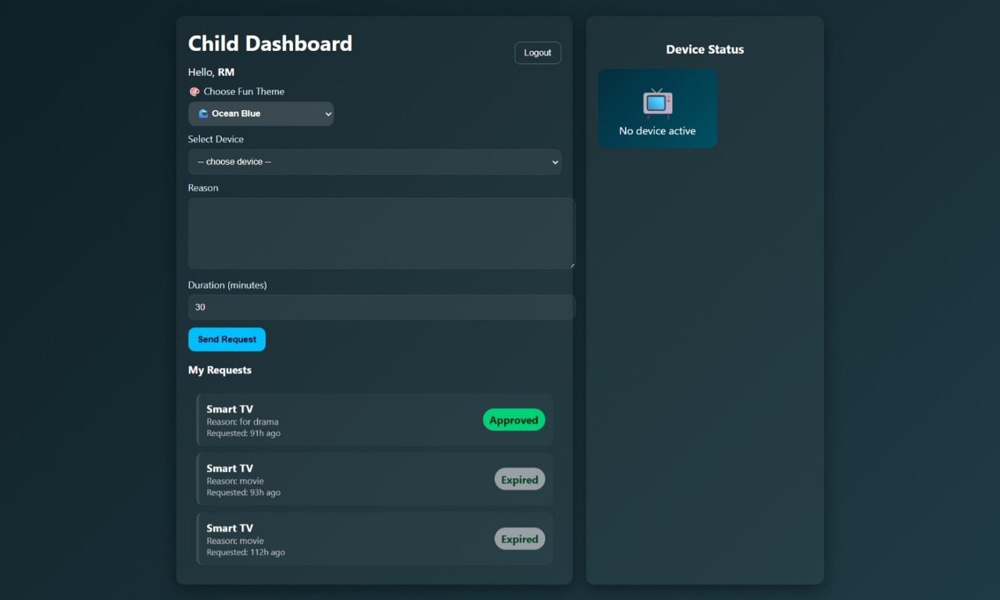 Child Dashboard
Logout
Hello, RM
🎨 Choose Fun Theme
🌊 Ocean Blue
Select Device
-- choose device --
Reason
Duration (minutes)
30
Send Request
My Requests
Smart TV
Reason: for drama
Requested: 91h ago
Approved
Smart TV
Reason: movie
Requested: 93h ago
Expired
Smart TV
Reason: movie
Requested: 112h ago
Expired
Device Status
No device active